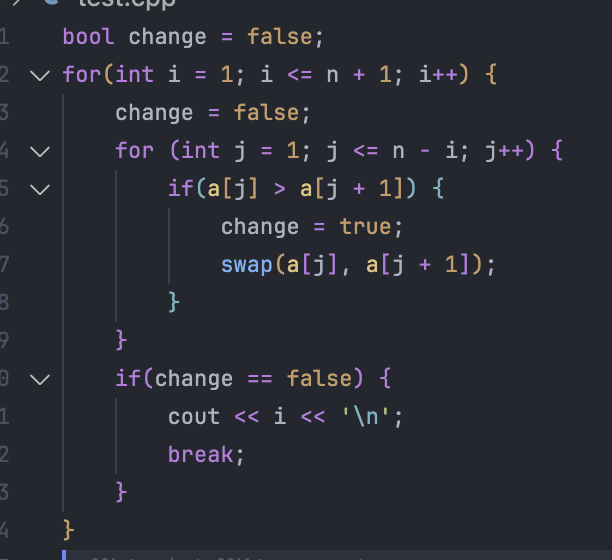 test.cpp
1 bool change = false;
2 for(int i = 1; i <= n + 1; i++) {
3 change = false;
4 for (int j = 1; j <= n - i; j++) {
5 if(a[j] > a[j + 1]) {
6 change = true;
7 swap(a[j], a[j + 1]);
8 }
9 }
0 if(change == false) {
1 cout << i << '\n';
2 break;
3 }
4 }